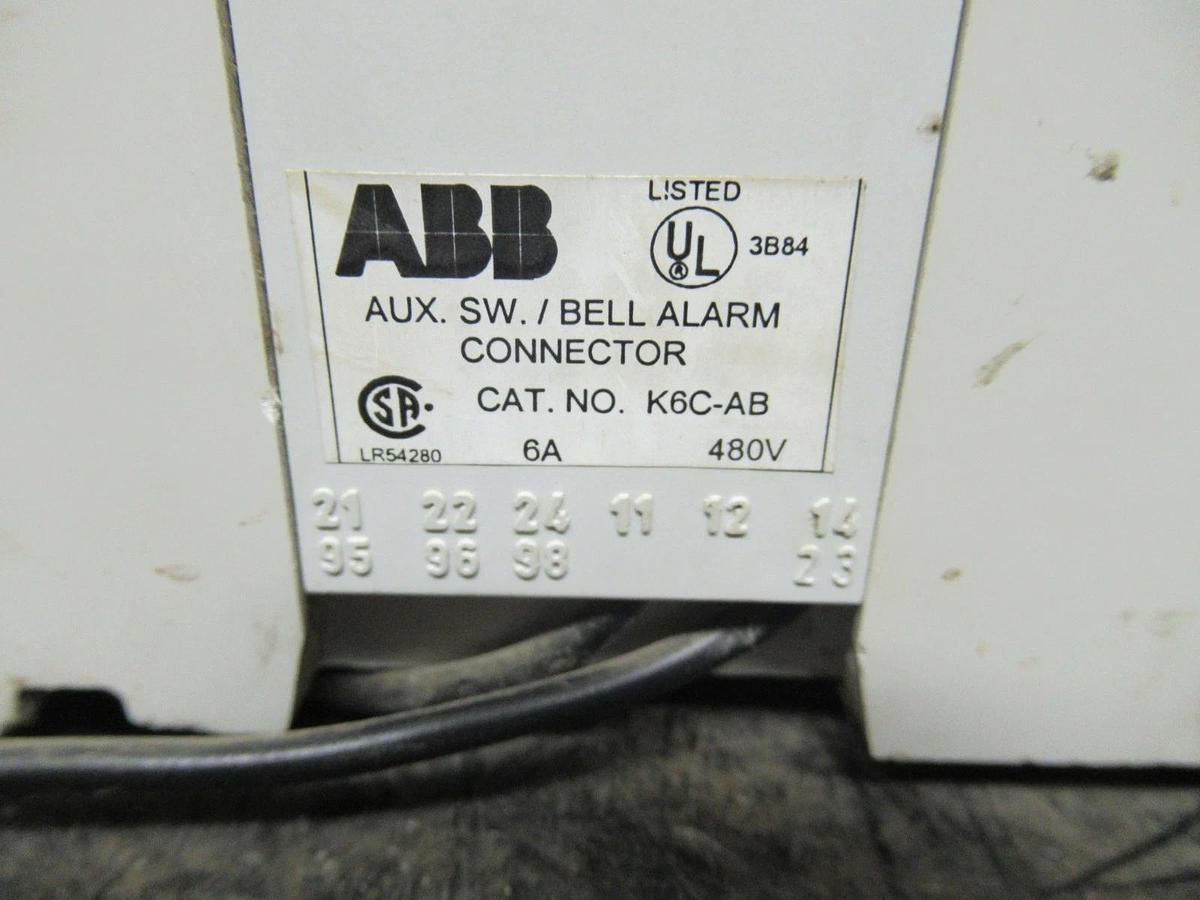 ABB
LISTED
UL
®
3B84
AUX. SW. / BELL ALARM
CONNECTOR
CSA
CAT. NO. K6C-AB
LR54280 6A 480V
21 22 24 11 12 14
95 96 98 23